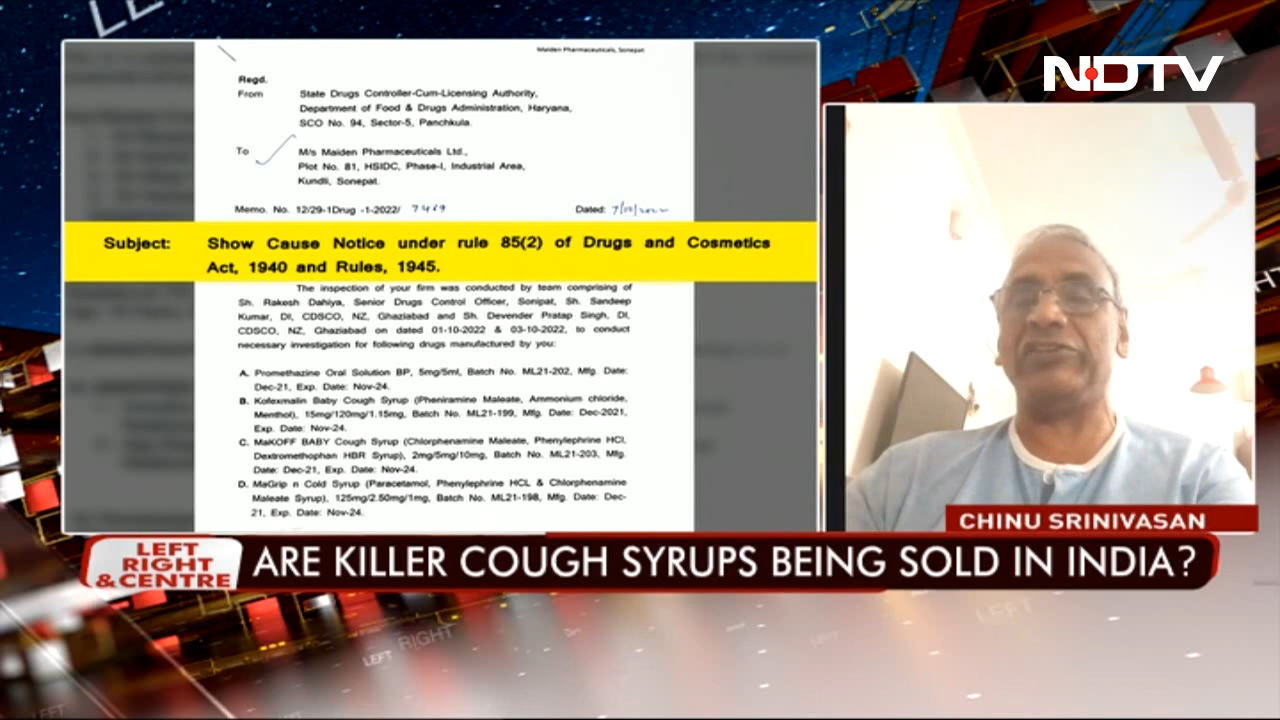 Maiden Pharmaceuticals, Sonepat
Regd.
From State Drugs Controller-Cum-Licensing Authority,
Department of Food & Drugs Administration, Haryana,
SCO No. 94, Sector-5, Panchkula.
To M/s Maiden Pharmaceuticals Ltd.,
Plot No. 81, HSIDC, Phase-I, Industrial Area,
Kundli, Sonepat.
Memo. No. 12/29-1Drug -1-2022/ 7469 Dated:
Subject: Show Cause Notice under rule 85(2) of Drugs and Cosmetics
Act, 1940 and Rules, 1945.
The inspection of your firm was conducted by team comprising of
Sh. Rakesh Dahiya, Senior Drugs Control Officer, Sonipat, Sh. Sandeep
Kumar, DI, CDSCO, NZ, Ghaziabad and Sh. Devender Pratap Singh, DI,
CDSCO, NZ, Ghaziabad on dated 01-10-2022 & 03-10-2022, to conduct
necessary investigation for following drugs manufactured by you:
A. Promethazine Oral Solution BP, 5mg/5ml, Batch No. ML21-202, Mfg. Date:
Dec-21, Exp. Date: Nov-24.
B. Kofexmalin Baby Cough Syrup (Pheniramine Maleate, Ammonium chloride,
Menthol), 15mg/120mg/1.15mg, Batch No. ML21-199, Mfg. Date: Dec-2021,
Exp. Date: Nov-24.
C. MaKOFF BABY Cough Syrup (Chlorphenamine Maleate, Phenylephrine HCl,
Dextromethophan HBR Syrup), 2mg/5mg/10mg, Batch No. ML21-203, Mfg.
Date: Dec-21, Exp. Date: Nov-24.
D. MaGrip n Cold Syrup (Paracetamol, Phenylephrine HCL & Chlorphenamine
Maleate Syrup), 125mg/2.50mg/1mg, Batch No. ML21-198, Mfg. Date: Dec-
21, Exp. Date: Nov-24.
NDTV
CHINU SRINIVASAN
LEFT
RIGHT
& CENTRE
ARE KILLER COUGH SYRUPS BEING SOLD IN INDIA?
LE
LEFT RIGHT
LEFT